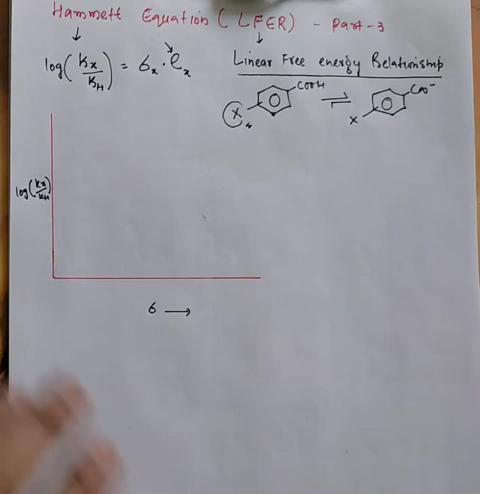 Hammett Equation (LFER) - Part-3
log(Kx/KH) = σx · ρx
Linear Free energy Relationship
X COOH ⇌ X COO⁻
log(Kx/KH)
σ →